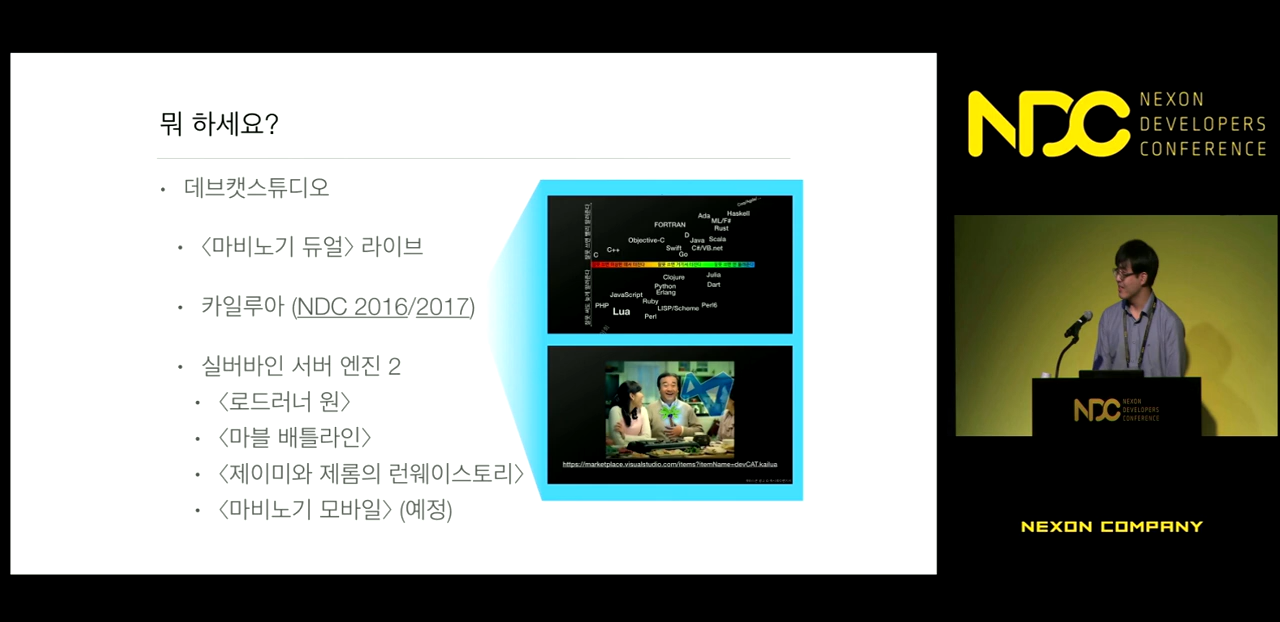 뭐 하세요?
• 데브캣스튜디오
• 〈마비노기 듀얼〉 라이브
• 카일루아 (NDC 2016/2017)
• 실버바인 서버 엔진 2
• 〈로드러너 원〉
• 〈마블 배틀라인〉
• 〈제이미와 제롬의 런웨이스토리〉
• 〈마비노기 모바일〉 (예정)
Ada
Haskell
FORTRAN
ML/F#
Rust
D
Objective-C
Java
Scala
C++
Swift
C#/VB.net
C
Go
Clojure
Julia
Python
Dart
Erlang
JavaScript
Ruby
PHP
LISP/Scheme
Perl6
Lua
Perl
https://marketplace.visualstudio.com/items?itemName=devCAT.kailua
NDC
NEXON
DEVELOPERS
CONFERENCE
NDC
NEXON
DEVELOPERS
CONFERENCE
NEXON COMPANY